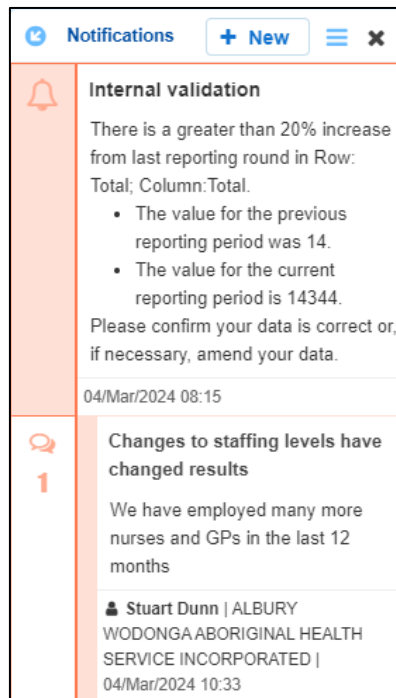 Notifications + New
Internal validation
There is a greater than 20% increase
from last reporting round in Row:
Total; Column:Total.
• The value for the previous
reporting period was 14.
• The value for the current
reporting period is 14344.
Please confirm your data is correct or,
if necessary, amend your data.
04/Mar/2024 08:15
1
Changes to staffing levels have
changed results
We have employed many more
nurses and GPs in the last 12
months
Stuart Dunn | ALBURY
WODONGA ABORIGINAL HEALTH
SERVICE INCORPORATED |
04/Mar/2024 10:33